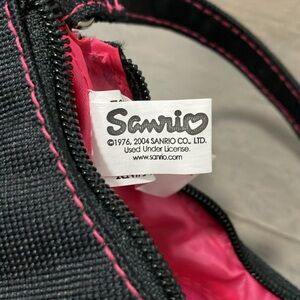 Sanrio
©1976, 2004 SANRIO CO., LTD.
Used Under License.
www.sanrio.com